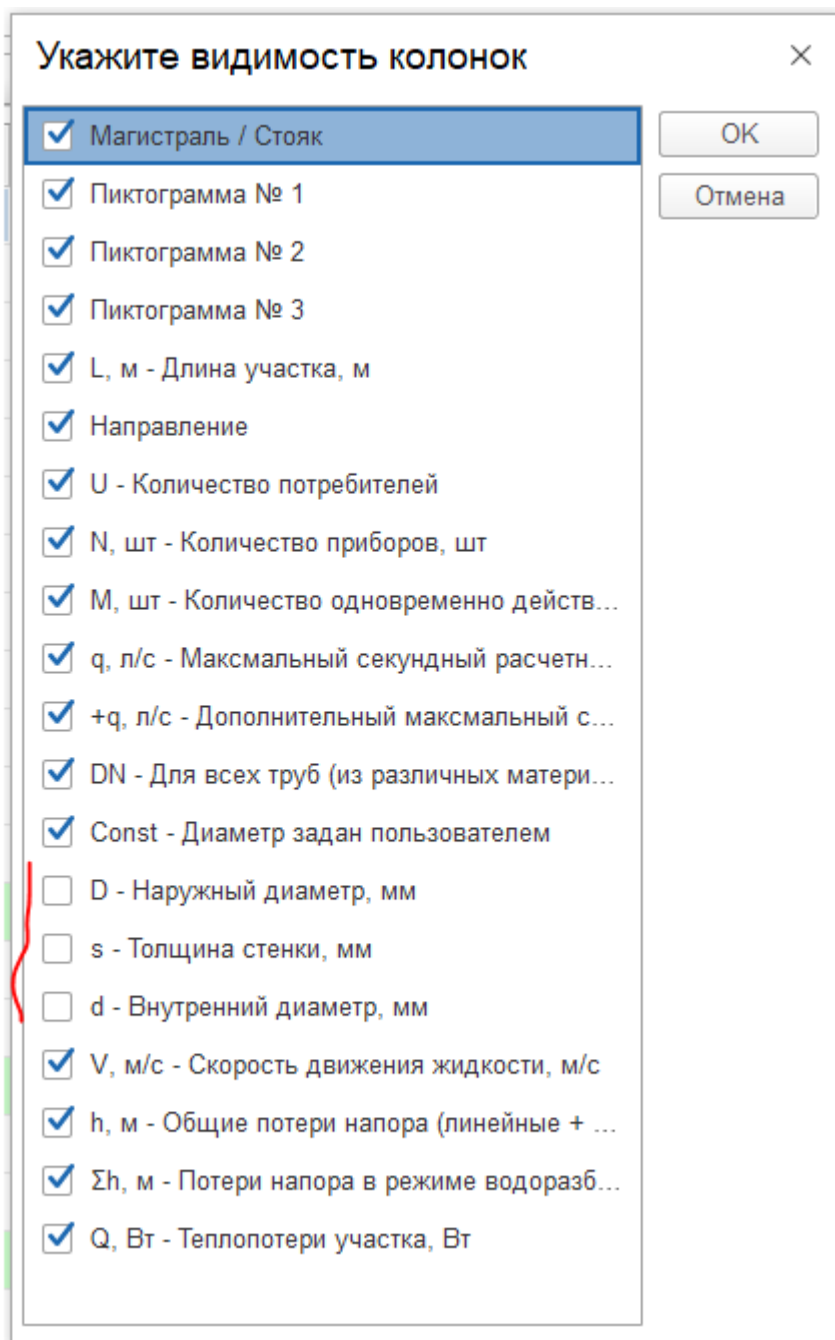 Укажите видимость колонок
OK
Отмена
Магистраль / Стояк
Пиктограмма № 1
Пиктограмма № 2
Пиктограмма № 3
L, м - Длина участка, м
Направление
U - Количество потребителей
N, шт - Количество приборов, шт
M, шт - Количество одновременно действ...
q, л/с - Максмальный секундный расчетн...
+q, л/с - Дополнительный максмальный с...
DN - Для всех труб (из различных матери...
Const - Диаметр задан пользователем
D - Наружный диаметр, мм
s - Толщина стенки, мм
d - Внутренний диаметр, мм
V, м/с - Скорость движения жидкости, м/с
h, м - Общие потери напора (линейные + ...
Σh, м - Потери напора в режиме водоразб...
Q, Вт - Теплопотери участка, Вт